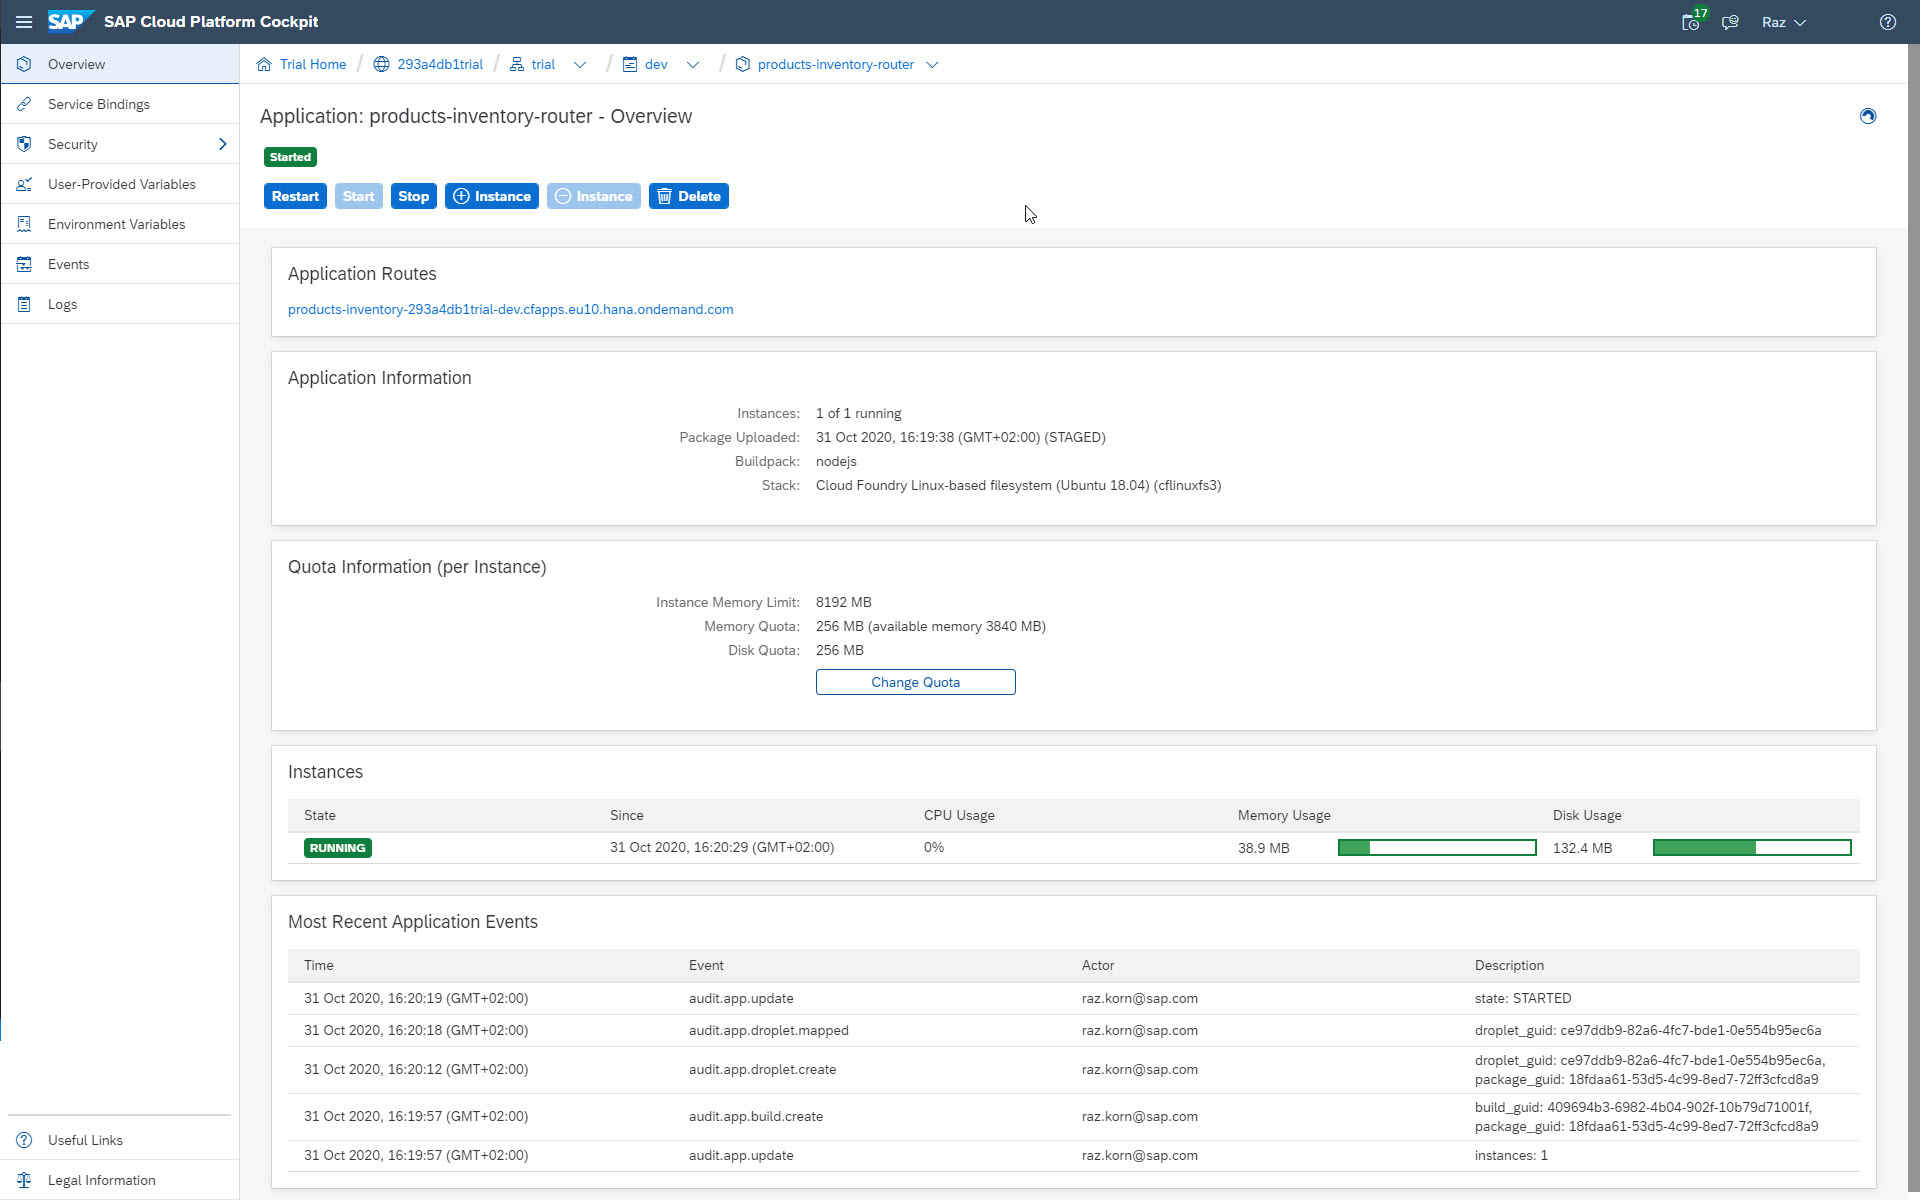 SAP SAP Cloud Platform Cockpit 17 Raz
Overview
Service Bindings
Security
User-Provided Variables
Environment Variables
Events
Logs
Useful Links
Legal Information
Trial Home / 293a4db1trial / trial / dev / products-inventory-router
Application: products-inventory-router - Overview
Started
Restart Start Stop Instance Instance Delete
Application Routes
products-inventory-293a4db1trial-dev.cfapps.eu10.hana.ondemand.com
Application Information
Instances: 1 of 1 running
Package Uploaded: 31 Oct 2020, 16:19:38 (GMT+02:00) (STAGED)
Buildpack: nodejs
Stack: Cloud Foundry Linux-based filesystem (Ubuntu 18.04) (cflinuxfs3)
Quota Information (per Instance)
Instance Memory Limit: 8192 MB
Memory Quota: 256 MB (available memory 3840 MB)
Disk Quota: 256 MB
Change Quota
Instances
State Since CPU Usage Memory Usage Disk Usage
RUNNING 31 Oct 2020, 16:20:29 (GMT+02:00) 0% 38.9 MB 132.4 MB
Most Recent Application Events
Time Event Actor Description
31 Oct 2020, 16:20:19 (GMT+02:00) audit.app.update raz.korn@sap.com state: STARTED
31 Oct 2020, 16:20:18 (GMT+02:00) audit.app.droplet.mapped raz.korn@sap.com droplet_guid: ce97ddb9-82a6-4fc7-bde1-0e554b95ec6a
31 Oct 2020, 16:20:12 (GMT+02:00) audit.app.droplet.create raz.korn@sap.com droplet_guid: ce97ddb9-82a6-4fc7-bde1-0e554b95ec6a,
package_guid: 18fdaa61-53d5-4c99-8ed7-72ff3cfcd8a9
31 Oct 2020, 16:19:57 (GMT+02:00) audit.app.build.create raz.korn@sap.com build_guid: 409694b3-6982-4b04-902f-10b79d71001f,
package_guid: 18fdaa61-53d5-4c99-8ed7-72ff3cfcd8a9
31 Oct 2020, 16:19:57 (GMT+02:00) audit.app.update raz.korn@sap.com instances: 1